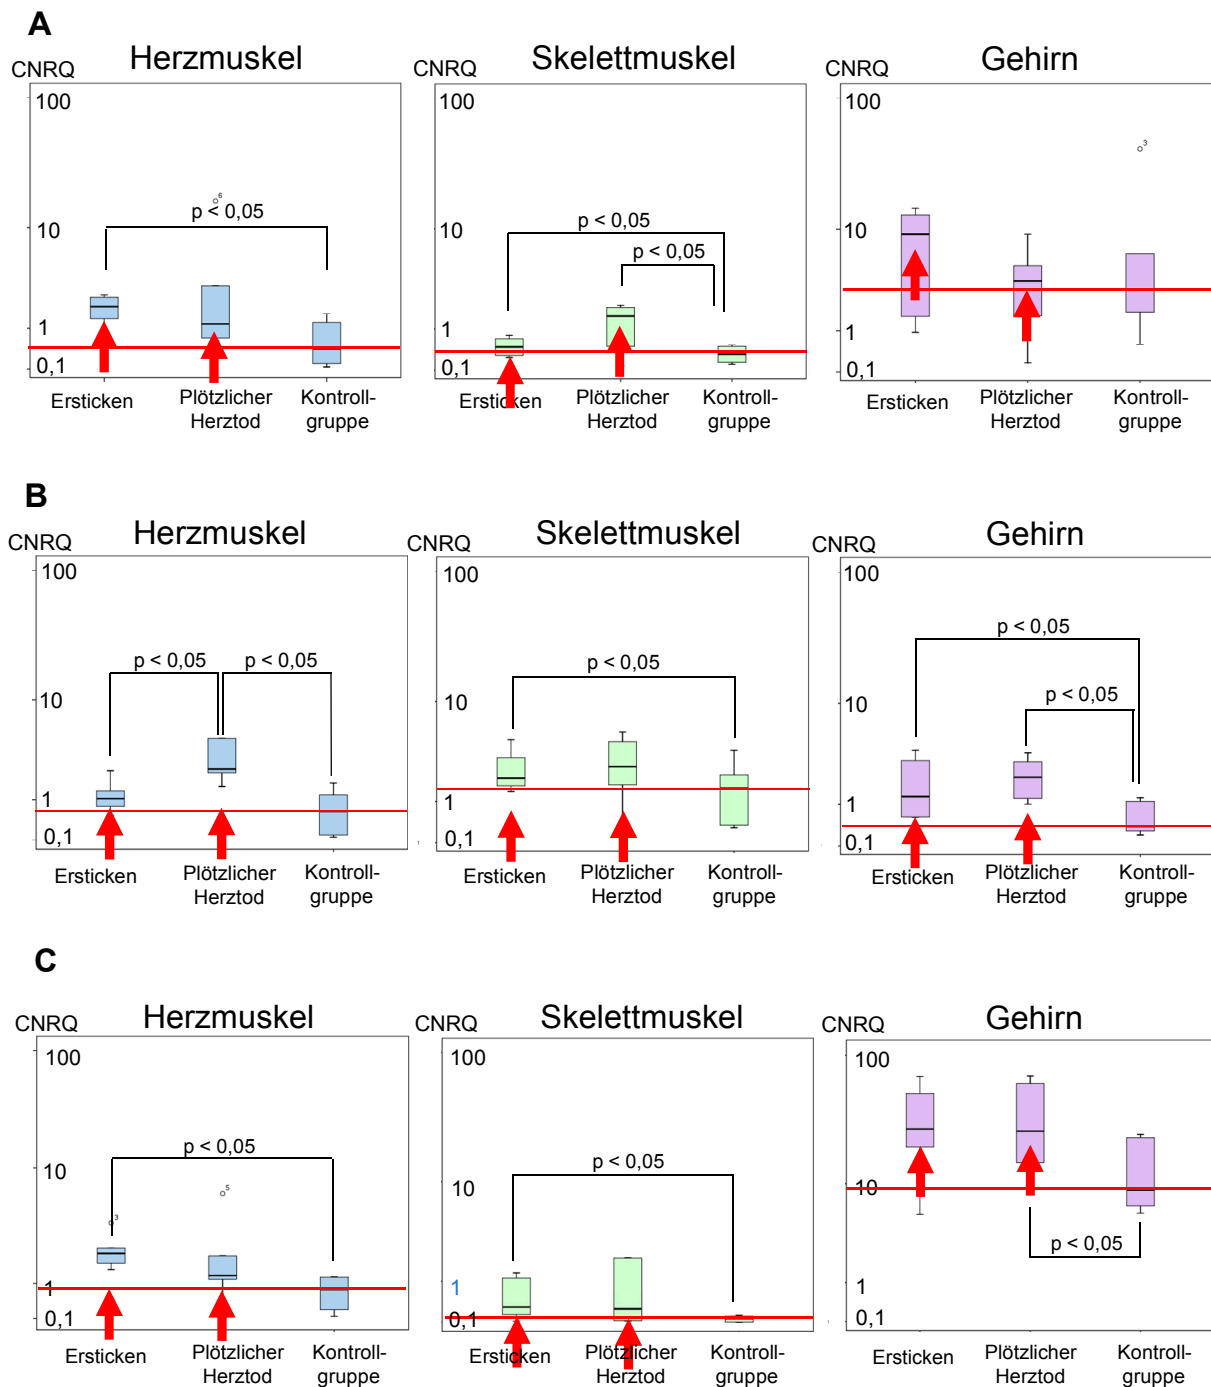 A
Herzmuskel
Skelettmuskel
Gehirn
CNRQ
CNRQ
CNRQ
100
10
1
0,1
6
p < 0,05
Ersticken
Plötzlicher
Herztod
Kontroll-
gruppe
100
10
1
0,1
p < 0,05
p < 0,05
Ersticken
Plötzlicher
Herztod
Kontroll-
gruppe
100
10
1
0,1
3
Ersticken
Plötzlicher
Herztod
Kontroll-
gruppe
B
Herzmuskel
Skelettmuskel
Gehirn
CNRQ
CNRQ
CNRQ
100
10
1
0,1
p < 0,05
p < 0,05
Ersticken
Plötzlicher
Herztod
Kontroll-
gruppe
100
10
1
0,1
p < 0,05
Ersticken
Plötzlicher
Herztod
Kontroll-
gruppe
100
10
1
0,1
p < 0,05
p < 0,05
Ersticken
Plötzlicher
Herztod
Kontroll-
gruppe
C
Herzmuskel
Skelettmuskel
Gehirn
CNRQ
CNRQ
CNRQ
100
10
1
0,1
p < 0,05
3
5
Ersticken
Plötzlicher
Herztod
Kontroll-
gruppe
100
10
1
0,1
p < 0,05
Ersticken
Plötzlicher
Herztod
Kontroll-
gruppe
100
10
1
0,1
p < 0,05
Ersticken
Plötzlicher
Herztod
Kontroll-
gruppe